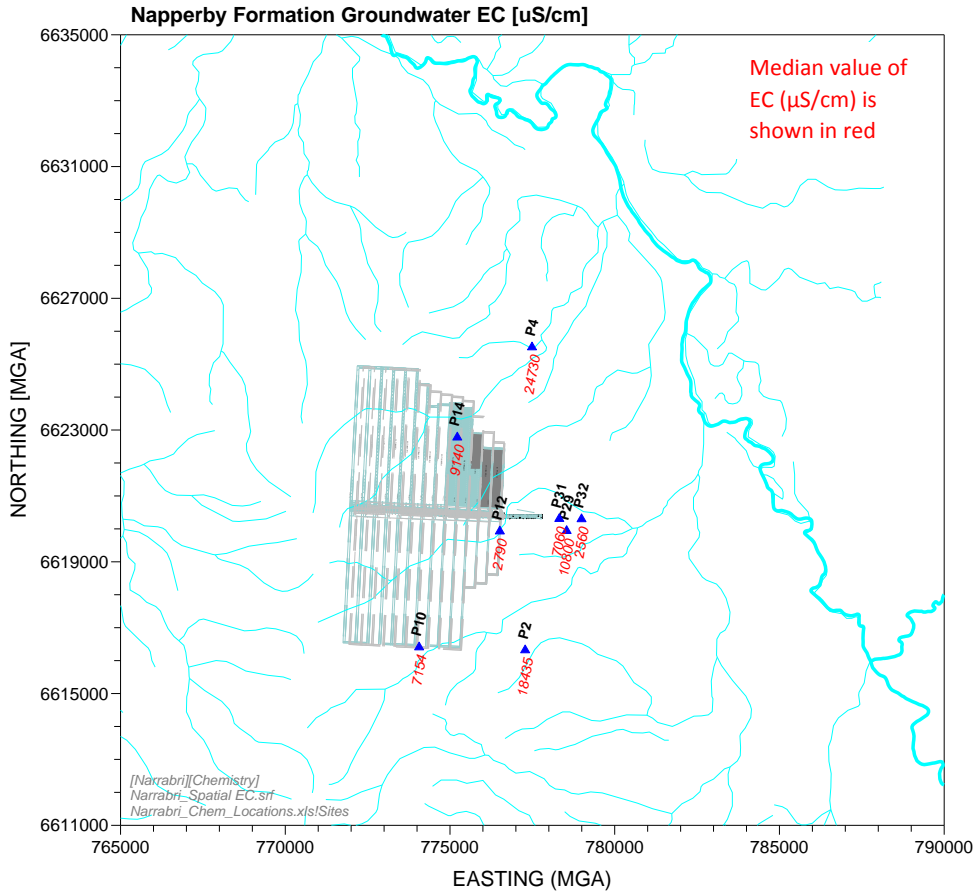 Napperby Formation Groundwater EC [uS/cm]
6635000
Median value of
EC (µS/cm) is
shown in red
6631000
6627000
P4
24730
NORTHING [MGA]
6623000
P14
9140
P12
2790
P31
7060
P29
10800
P32
2560
6619000
P10
7154
P2
18435
6615000
[Narrabri][Chemistry]
Narrabri_Spatial EC.srf
Narrabri_Chem_Locations.xls!Sites
6611000
765000 770000 775000 780000 785000 790000
EASTING (MGA)